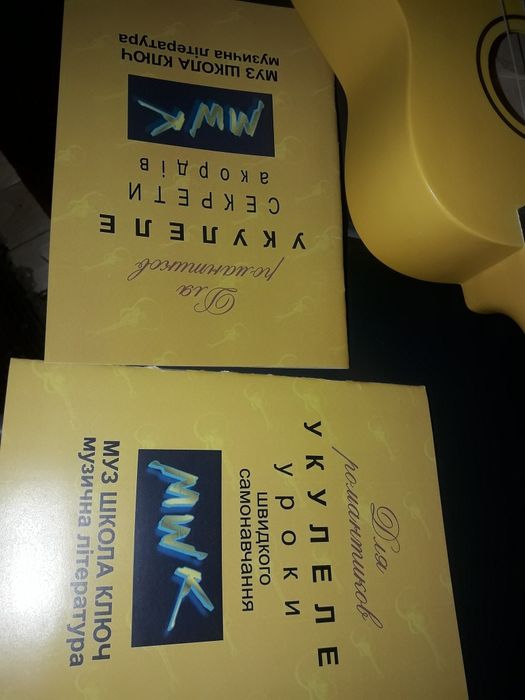 Для
романтиков
УКУЛЕЛЕ
СЕКРЕТИ
акордів
МШК
МУЗ ШКОЛА КЛЮЧ
музична література
Для
романтиков
УКУЛЕЛЕ
уроки
швидкого
самонавчання
МШК
МУЗ ШКОЛА КЛЮЧ
музична література